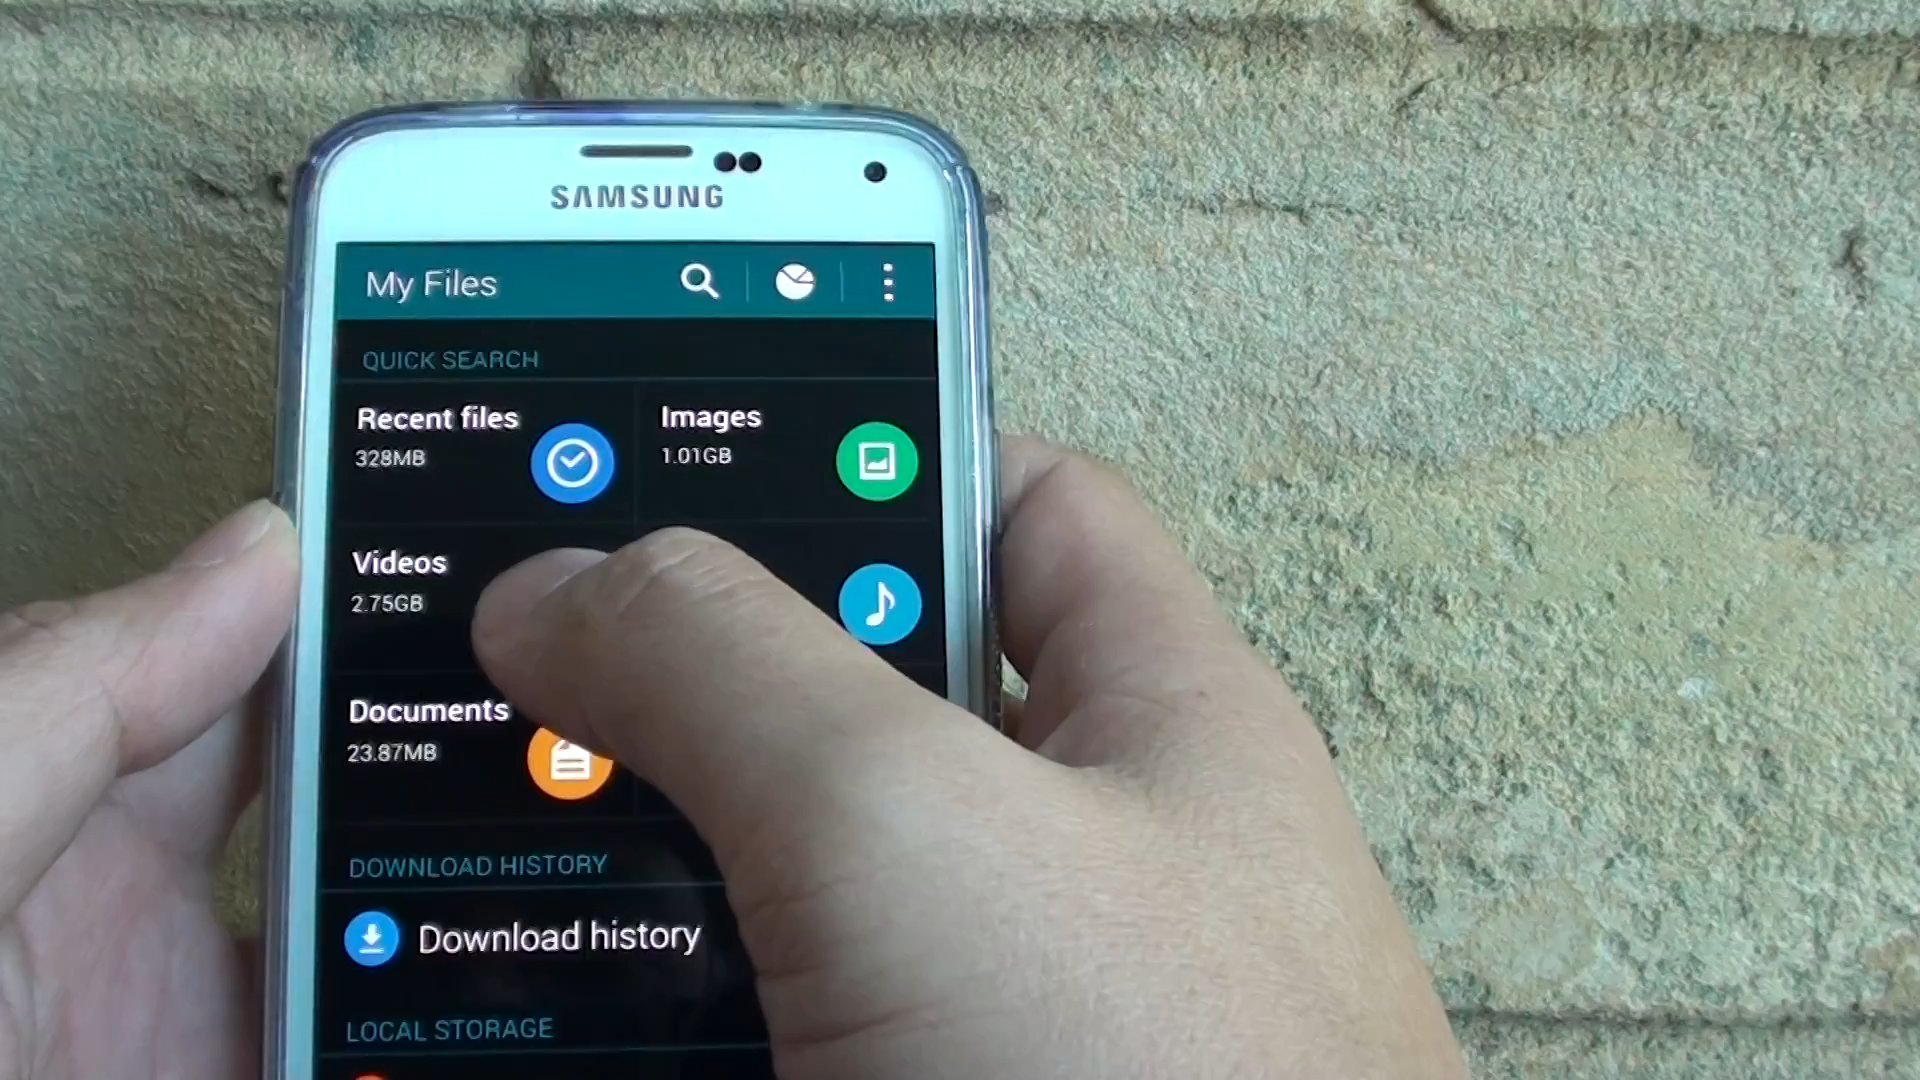 SAMSUNG
My Files
QUICK SEARCH
Recent files
328MB
Images
1.01GB
Videos
2.75GB
Documents
23.87MB
DOWNLOAD HISTORY
Download history
LOCAL STORAGE